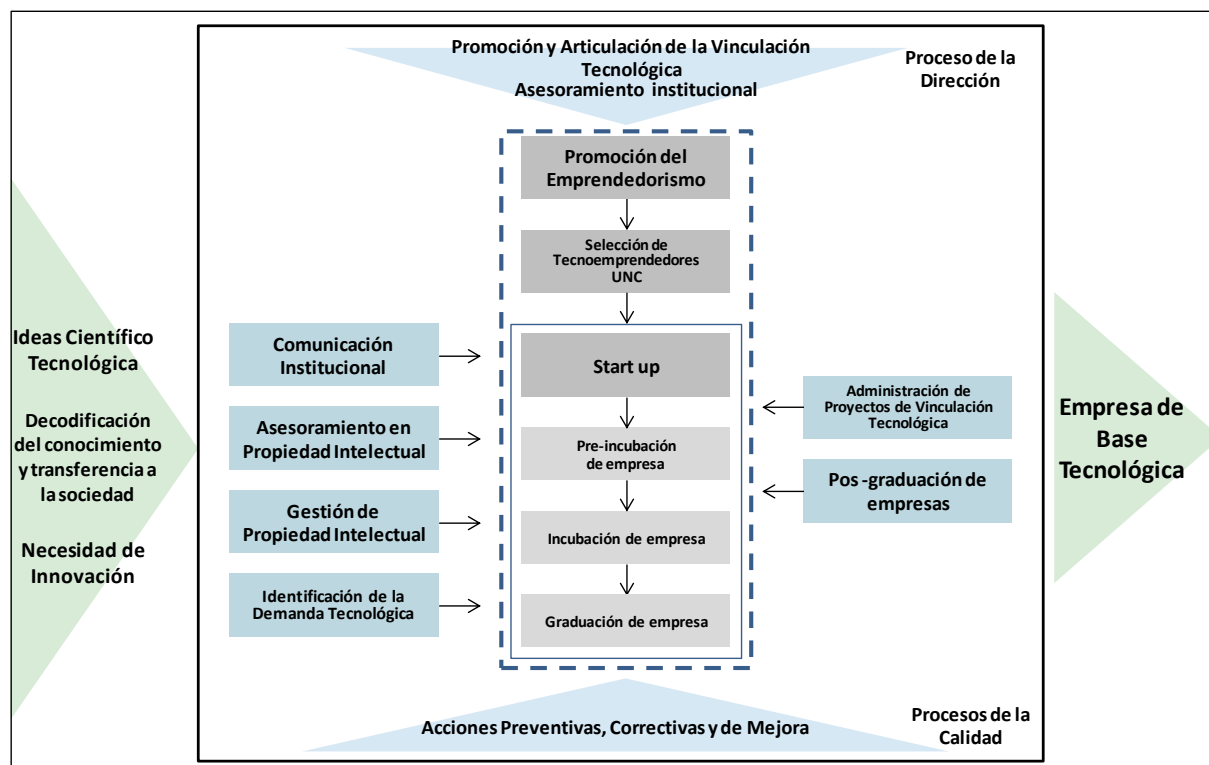 Promoción y Articulación de la Vinculación
Tecnológica
Asesoramiento institucional
Proceso de la
Dirección
Promoción del
Emprendedorismo
Selección de
Tecnoemprendedores
UNC
Ideas Científico
Tecnológica
Decodificación
del conocimiento
y transferencia a
la sociedad
Necesidad de
Innovación
Comunicación
Institucional
Asesoramiento en
Propiedad Intelectual
Gestión de
Propiedad Intelectual
Identificación de la
Demanda Tecnológica
Start up
Pre-incubación
de empresa
Incubación de empresa
Graduación de empresa
Administración de
Proyectos de Vinculación
Tecnológica
Pos -graduación de
empresas
Empresa de
Base
Tecnológica
Acciones Preventivas, Correctivas y de Mejora
Procesos de la
Calidad